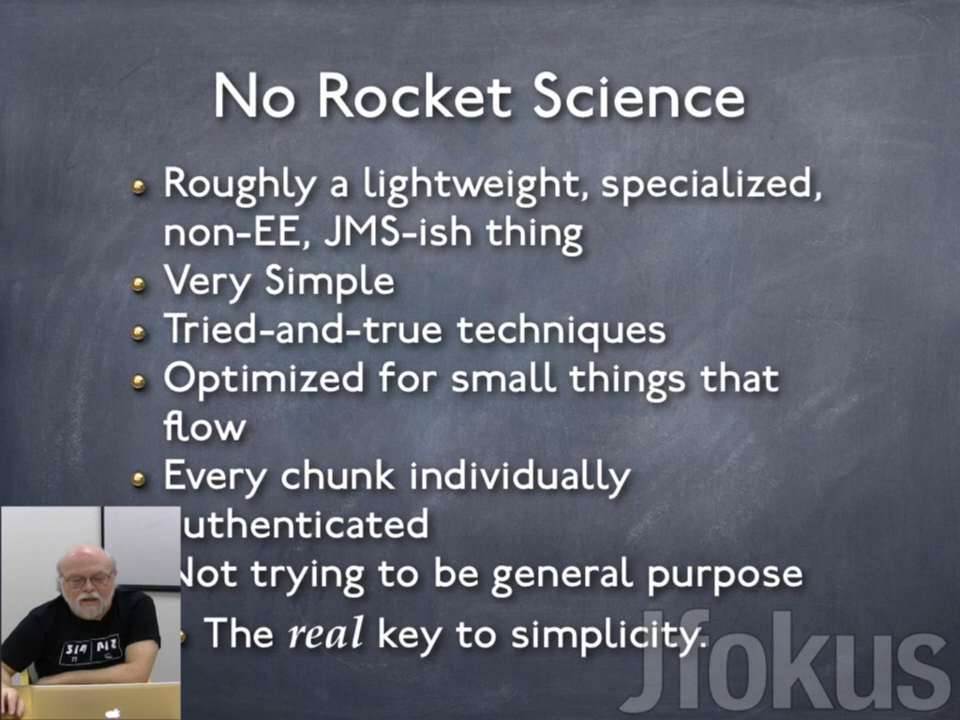 No Rocket Science
Roughly a lightweight, specialized,
non-EE, JMS-ish thing
Very Simple
Tried-and-true techniques
Optimized for small things that
flow
Every chunk individually
uthenticated
Not trying to be general purpose
The real key to simplicity.
Jfokus